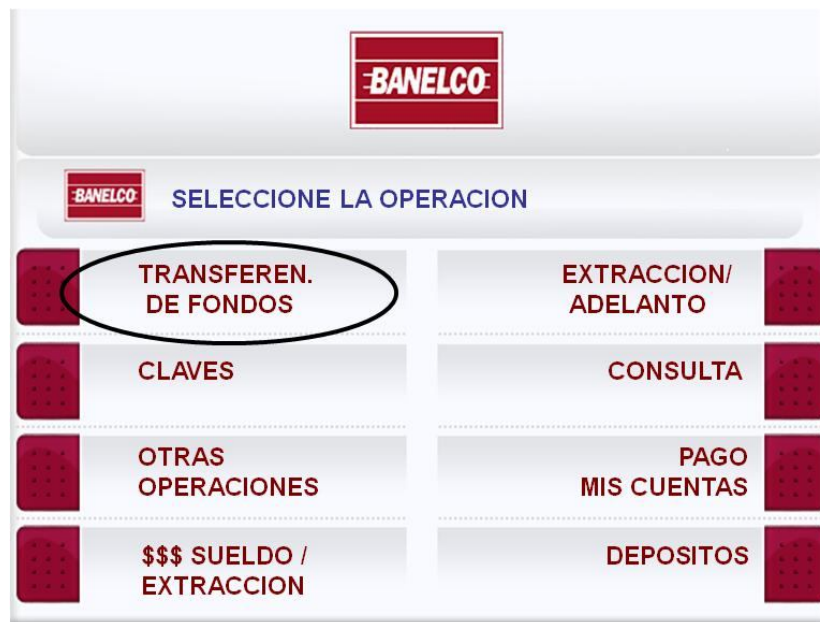 BANELCO
BANELCO
SELECCIONE LA OPERACION
TRANSFEREN.
DE FONDOS
EXTRACCION/
ADELANTO
CLAVES
CONSULTA
OTRAS
OPERACIONES
PAGO
MIS CUENTAS
$$$ SUELDO /
EXTRACCION
DEPOSITOS